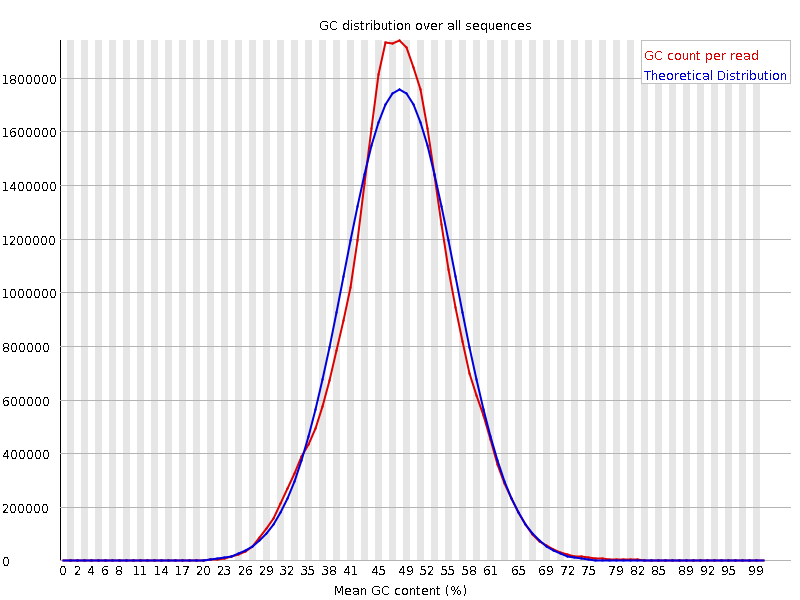 GC distribution over all sequences
GC count per read
Theoretical Distribution
1800000
1600000
1400000
1200000
1000000
800000
600000
400000
200000
0
0 2 4 6 8 11 14 17 20 23 26 29 32 35 38 41 45 49 52 55 58 61 65 69 72 75 79 82 85 89 92 95 99
Mean GC content (%)